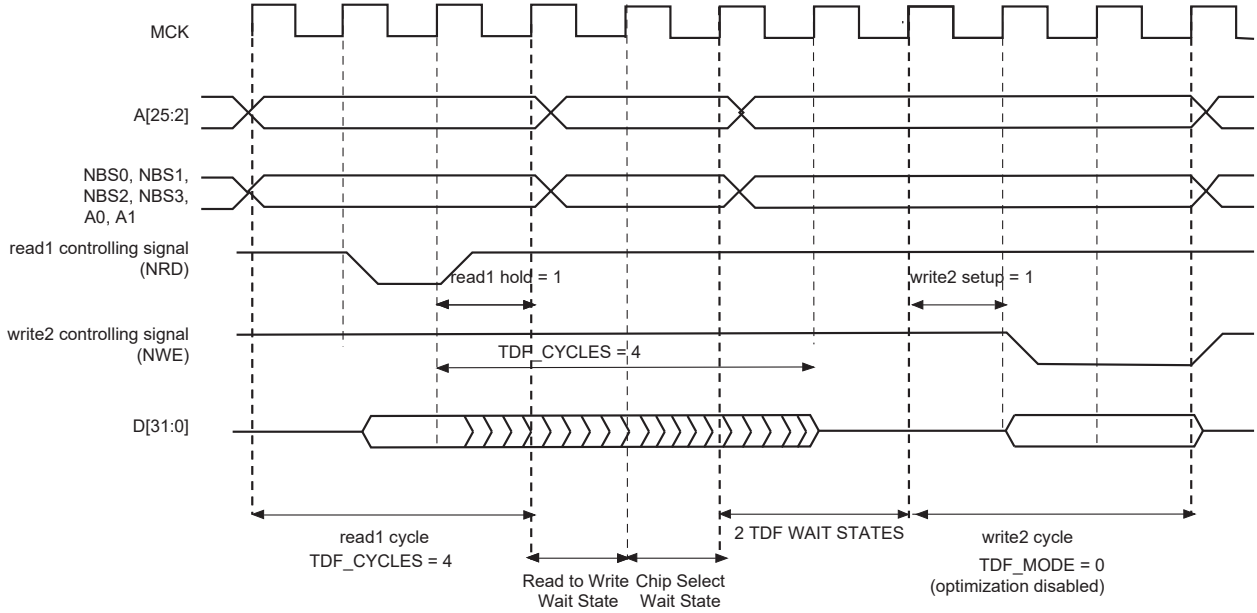 MCK
A[25:2]
NBS0, NBS1,
NBS2, NBS3,
A0, A1
read1 controlling signal
(NRD)
read1 hold = 1
write2 setup = 1
write2 controlling signal
(NWE)
TDF_CYCLES = 4
D[31:0]
read1 cycle
TDF_CYCLES = 4
2 TDF WAIT STATES
write2 cycle
TDF_MODE = 0
(optimization disabled)
Read to Write
Wait State
Chip Select
Wait State